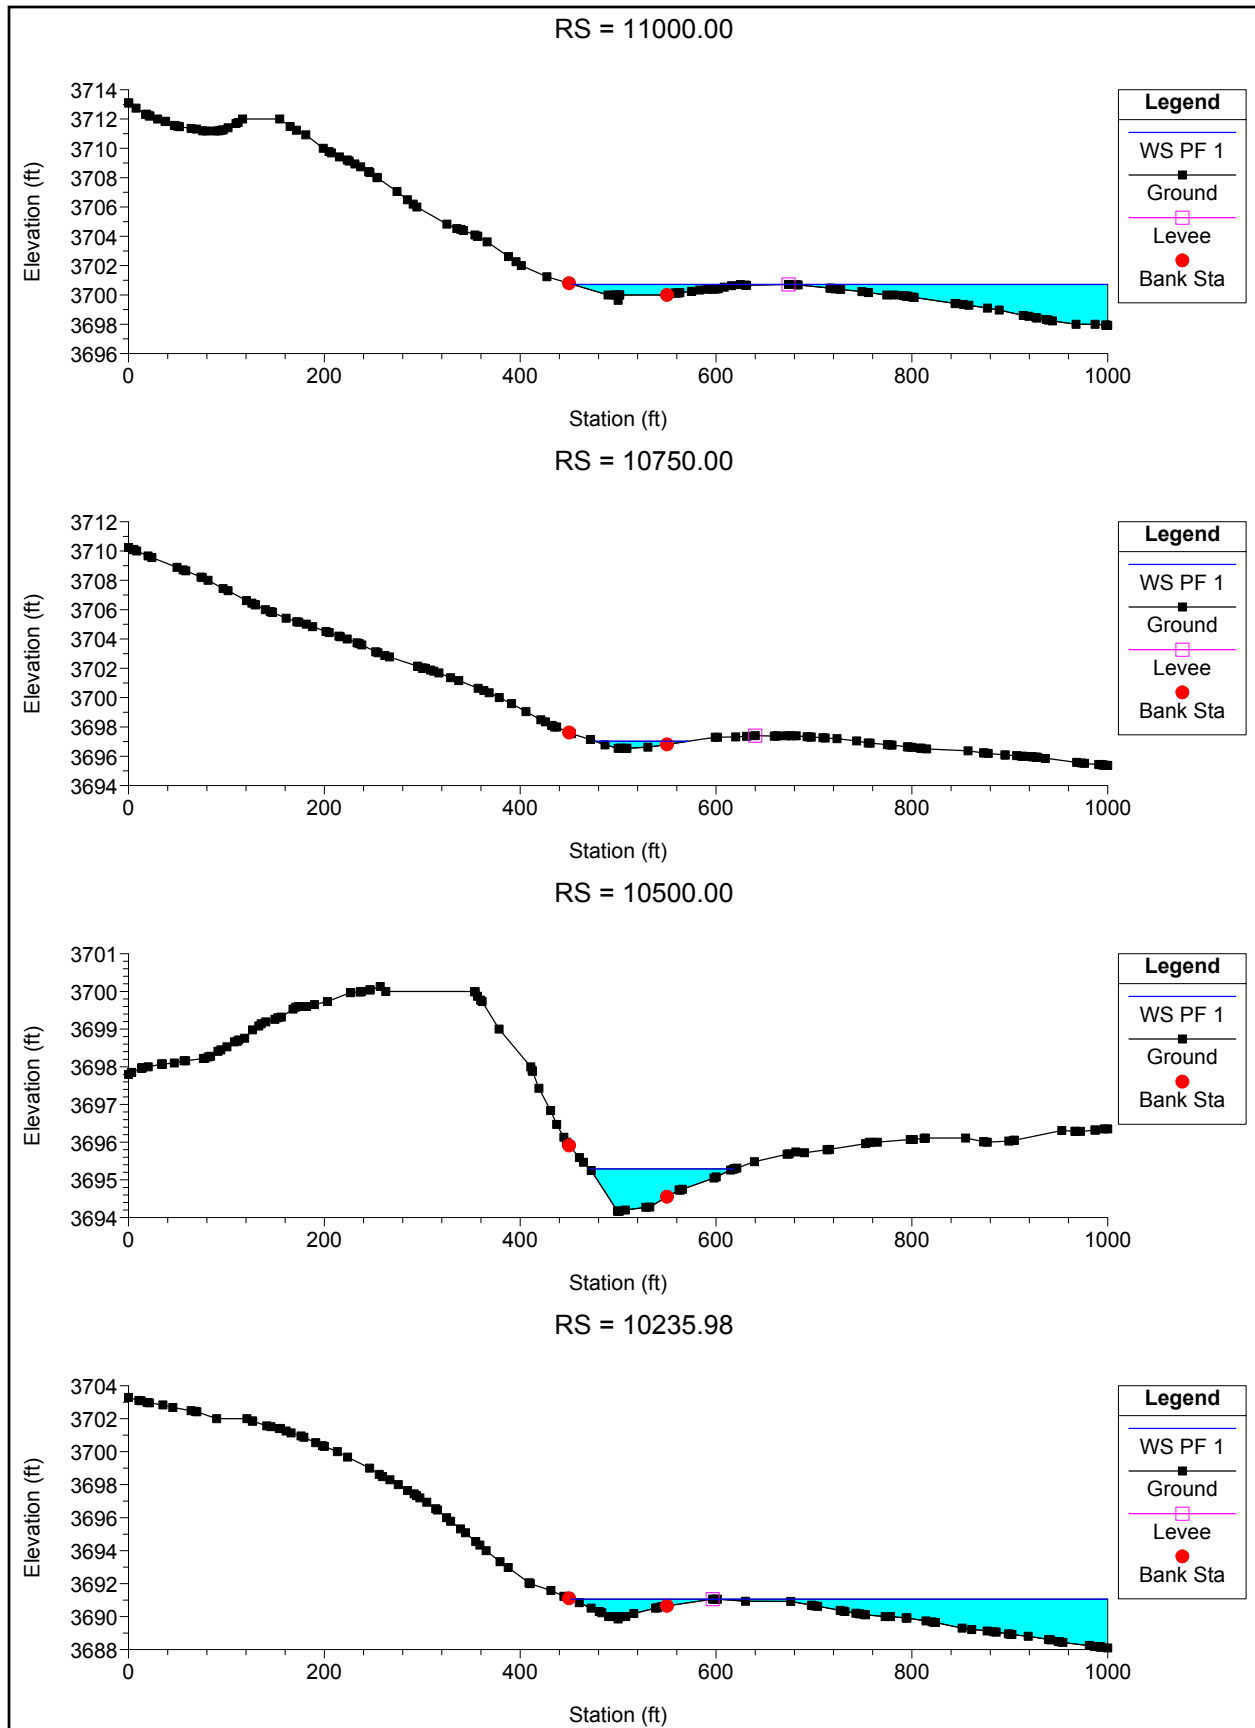 RS = 11000.00
3714
3712
3710
3708
3706
3704
3702
3700
3698
3696
Elevation (ft)
0 200 400 600 800 1000
Station (ft)
Legend
WS PF 1
Ground
Levee
Bank Sta
RS = 10750.00
3712
3710
3708
3706
3704
3702
3700
3698
3696
3694
Elevation (ft)
0 200 400 600 800 1000
Station (ft)
Legend
WS PF 1
Ground
Levee
Bank Sta
RS = 10500.00
3701
3700
3699
3698
3697
3696
3695
3694
Elevation (ft)
0 200 400 600 800 1000
Station (ft)
Legend
WS PF 1
Ground
Bank Sta
RS = 10235.98
3704
3702
3700
3698
3696
3694
3692
3690
3688
Elevation (ft)
0 200 400 600 800 1000
Station (ft)
Legend
WS PF 1
Ground
Levee
Bank Sta